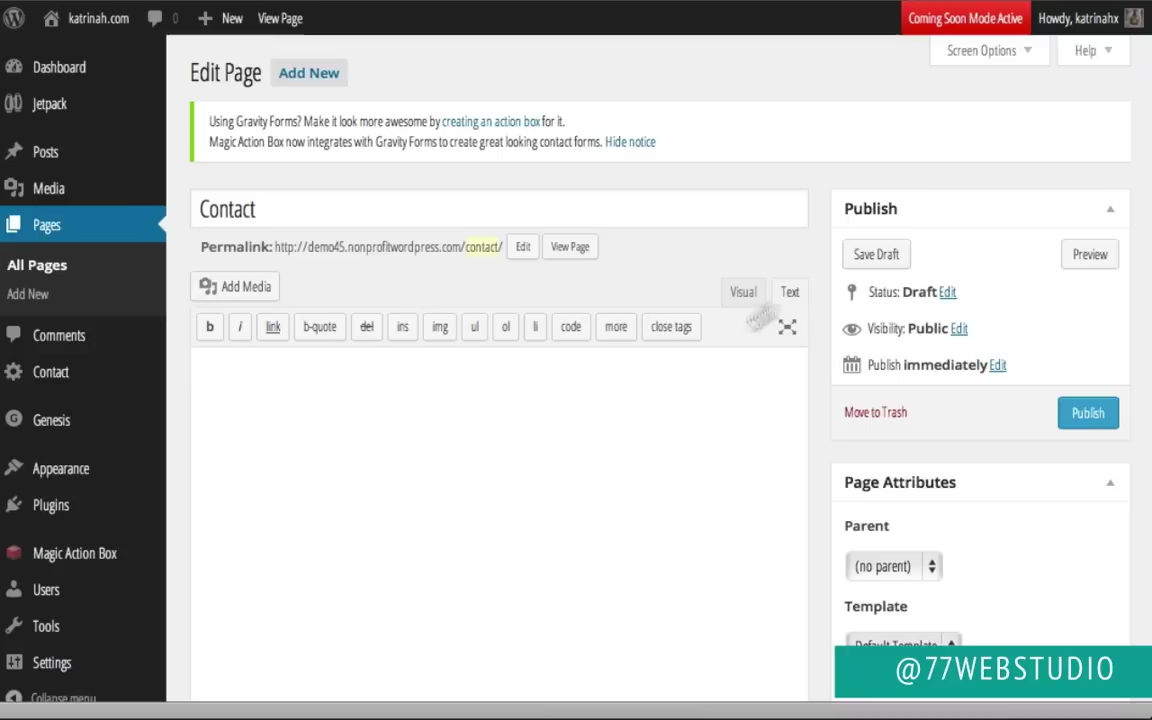 katrinah.com 0 New View Page Coming Soon Mode Active Howdy, katrinahx
Screen Options Help
Dashboard
Jetpack
Posts
Media
Pages
All Pages
Add New
Comments
Contact
Genesis
Appearance
Plugins
Magic Action Box
Users
Tools
Settings
Collapse menu
Edit Page Add New
Using Gravity Forms? Make it look more awesome by creating an action box for it.
Magic Action Box now integrates with Gravity Forms to create great looking contact forms. Hide notice
Contact
Permalink: http://demo45.nonprofitwordpress.com/contact/ Edit View Page
Add Media Visual Text
b i link b-quote del ins img ul ol li code more close tags
Publish
Save Draft Preview
Status: Draft Edit
Visibility: Public Edit
Publish immediately Edit
Move to Trash Publish
Page Attributes
Parent
(no parent)
Template
Default Template
@77WEBSTUDIO